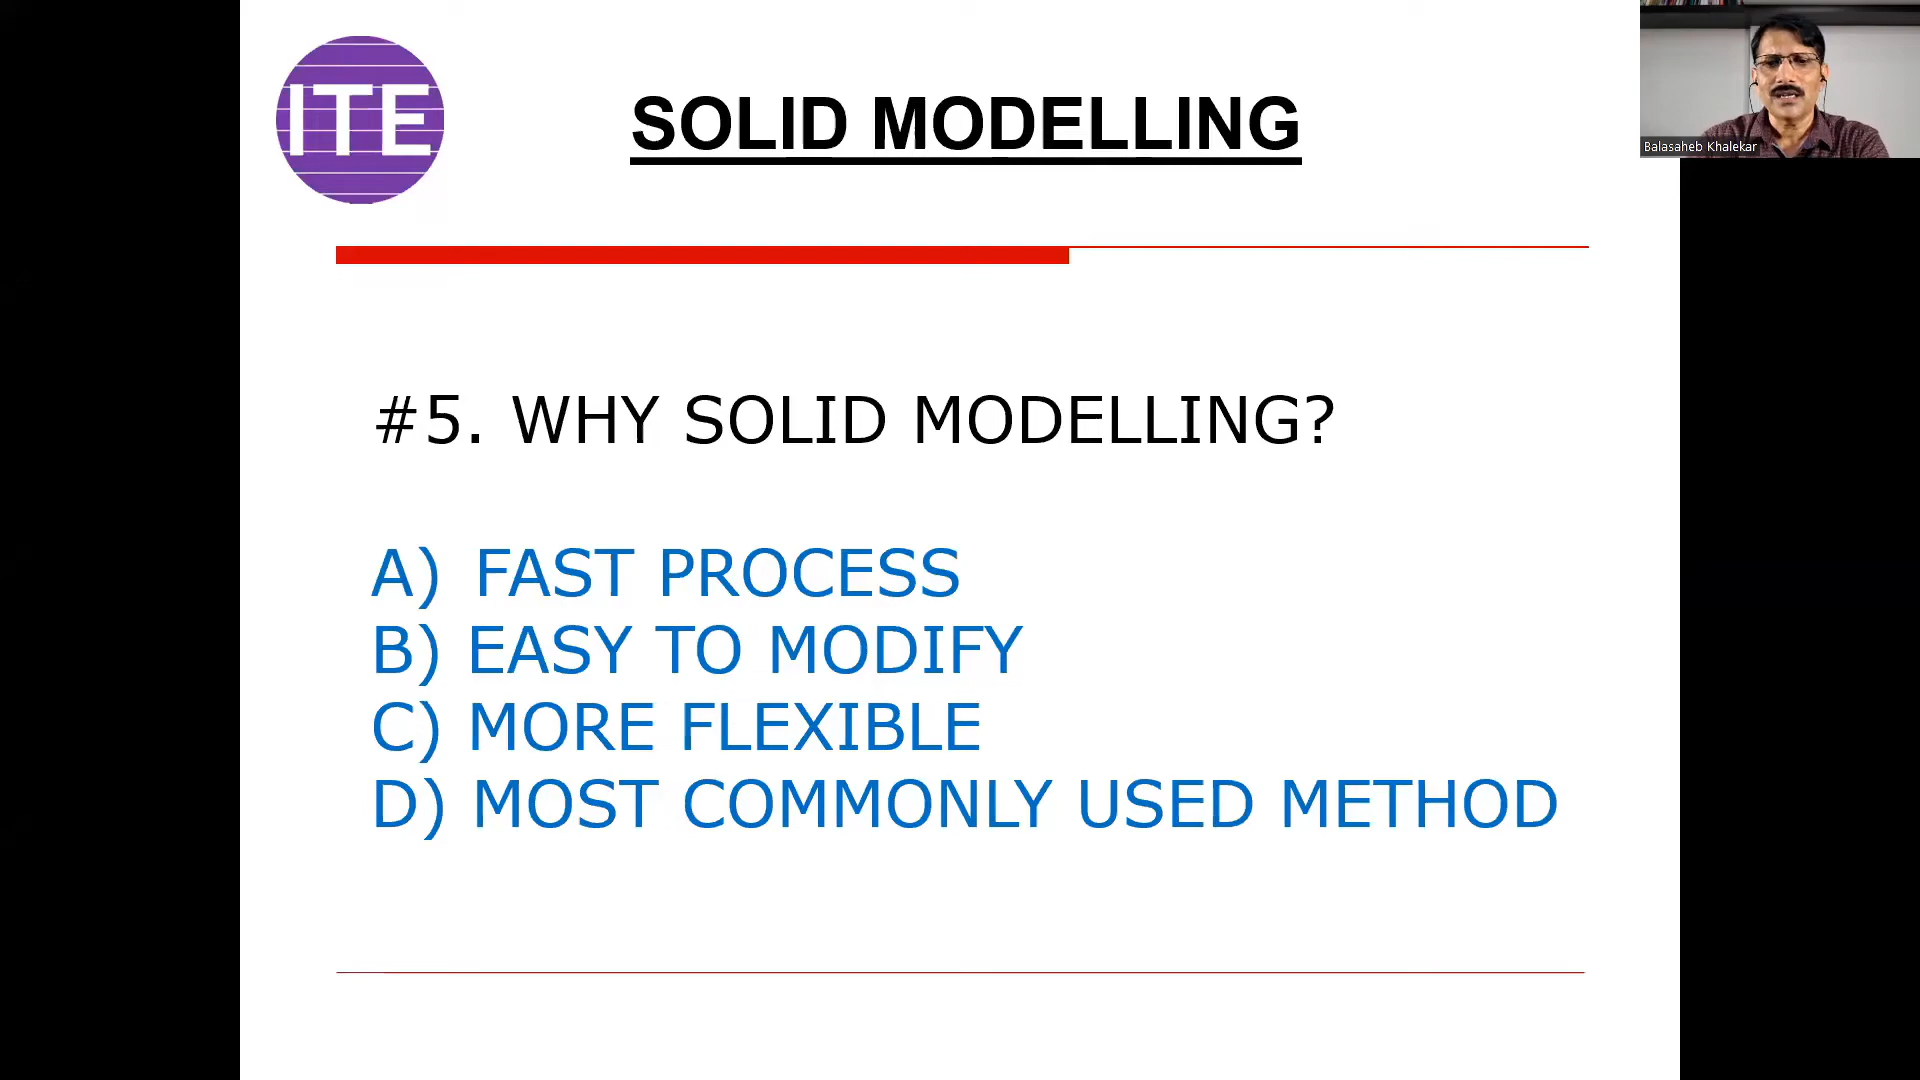 ITE
SOLID MODELLING
Balasaheb Khalekar
#5. WHY SOLID MODELLING?
A) FAST PROCESS
B) EASY TO MODIFY
C) MORE FLEXIBLE
D) MOST COMMONLY USED METHOD